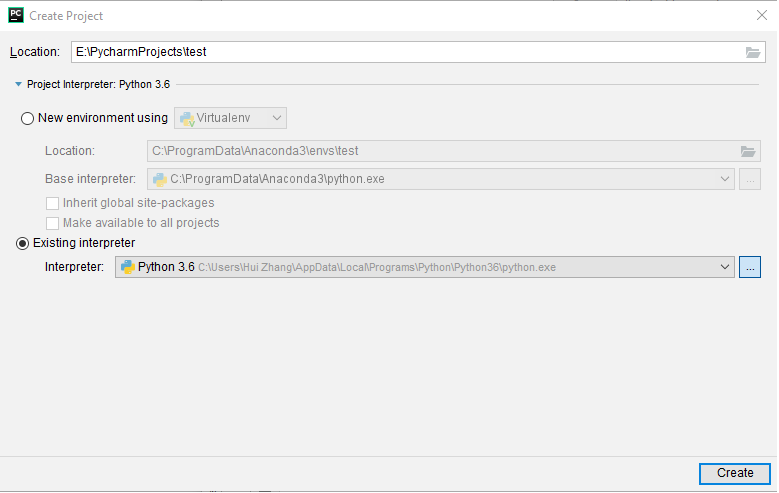 PC Create Project
Location: E:\PycharmProjects\test
Project Interpreter: Python 3.6
New environment using Virtualenv
Location: C:\ProgramData\Anaconda3\envs\test
Base interpreter: C:\ProgramData\Anaconda3\python.exe ...
Inherit global site-packages
Make available to all projects
Existing interpreter
Interpreter: Python 3.6 C:\Users\Hui Zhang\AppData\Local\Programs\Python\Python36\python.exe ...
Create